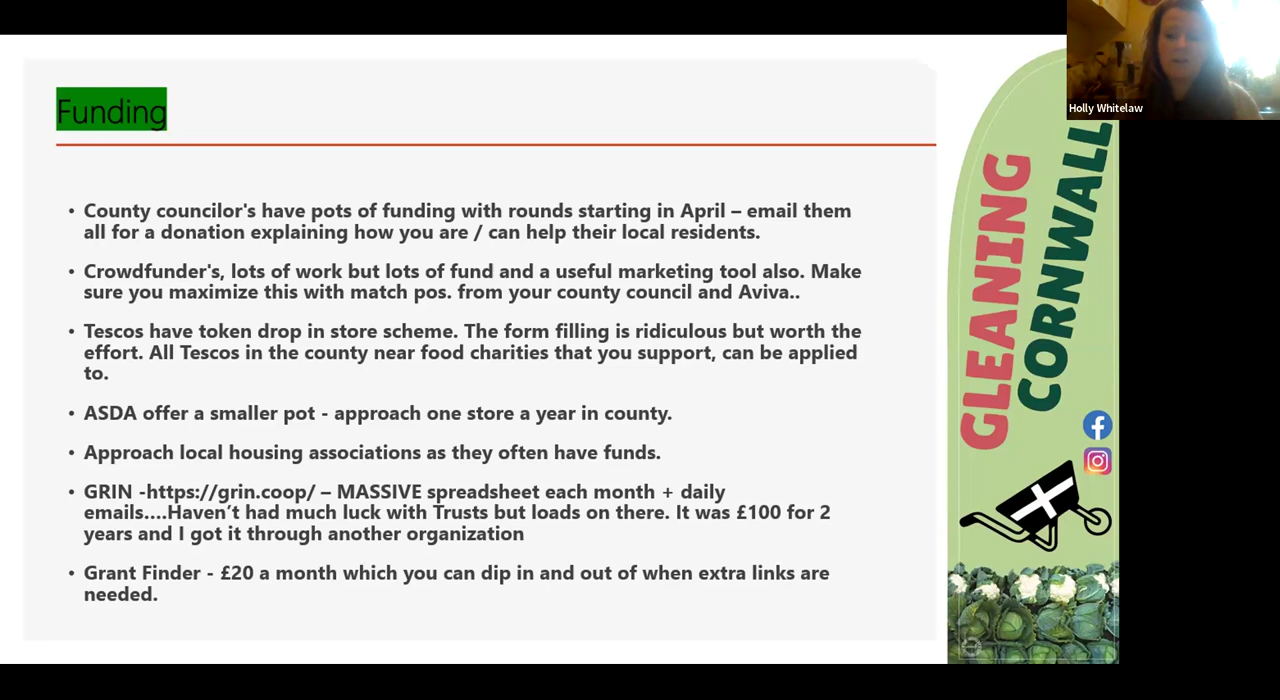 Funding
• County councilor's have pots of funding with rounds starting in April – email them
all for a donation explaining how you are / can help their local residents.
• Crowdfunder's, lots of work but lots of fund and a useful marketing tool also. Make
sure you maximize this with match pos. from your county council and Aviva..
• Tescos have token drop in store scheme. The form filling is ridiculous but worth the
effort. All Tescos in the county near food charities that you support, can be applied
to.
• ASDA offer a smaller pot - approach one store a year in county.
• Approach local housing associations as they often have funds.
• GRIN -https://grin.coop/ – MASSIVE spreadsheet each month + daily
emails....Haven't had much luck with Trusts but loads on there. It was £100 for 2
years and I got it through another organization
• Grant Finder - £20 a month which you can dip in and out of when extra links are
needed.
Holly Whitelaw
GLEANING
CORNWALL